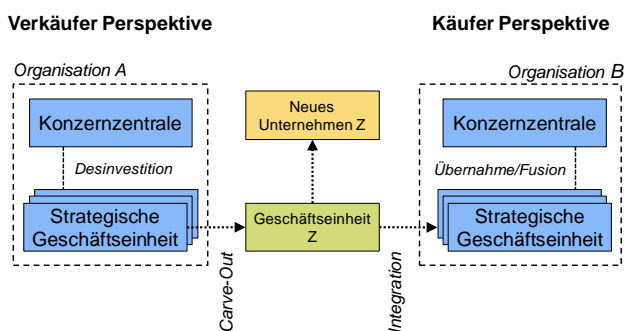 Verkäufer Perspektive
Käufer Perspektive
Organisation A
Organisation B
Konzernzentrale
Neues
Unternehmen Z
Konzernzentrale
Desinvestition
Übernahme/Fusion
Strategische
Geschäftseinheit
Geschäftseinheit
Z
Strategische
Geschäftseinheit
Carve-Out
Integration